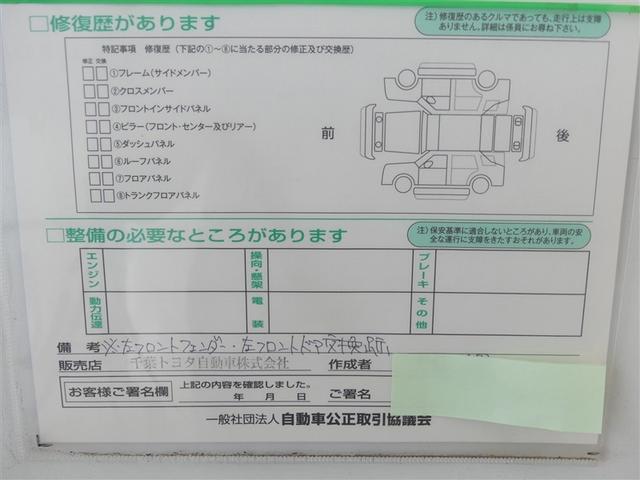 □修復歴があります
注) 修復歴のあるクルマであっても、走行上は支障ありません。詳細は係員にお尋ね下さい。
特記事項 修復歴 (下記の①~⑧に当たる部分の修正及び交換歴)
修正 交換
①フレーム(サイドメンバー)
②クロスメンバー
③フロントインサイドパネル
④ピラー(フロント・センター及びリアー)
⑤ダッシュパネル
⑥ルーフパネル
⑦フロアパネル
⑧トランクフロアパネル
前
後
□整備の必要なところがあります
注) 保安基準に適合しないところがあり、車両の安全な運行に支障をきたすおそれがあります。
エンジン
操向・懸架
ブレーキ
動力伝達
電装
その他
備考 ※左フロントフェンダー・左フロントドア交換
販売店 千葉トヨタ自動車株式会社 作成者
お客様ご署名欄
上記の内容を確認しました。
年 月 日 ご署名
一般社団法人 自動車公正取引協議会